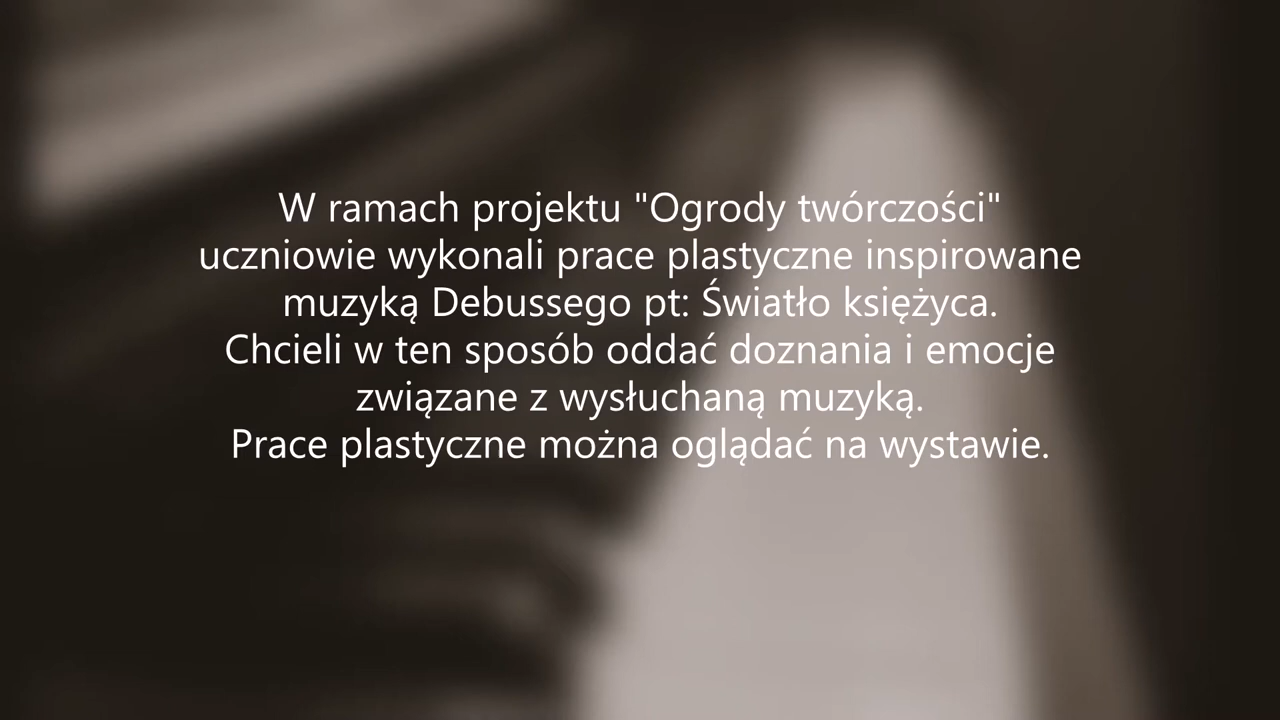 W ramach projektu "Ogrody twórczości"
uczniowie wykonali prace plastyczne inspirowane
muzyką Debussego pt: Światło księżyca.
Chcieli w ten sposób oddać doznania i emocje
związane z wysłuchaną muzyką.
Prace plastyczne można oglądać na wystawie.